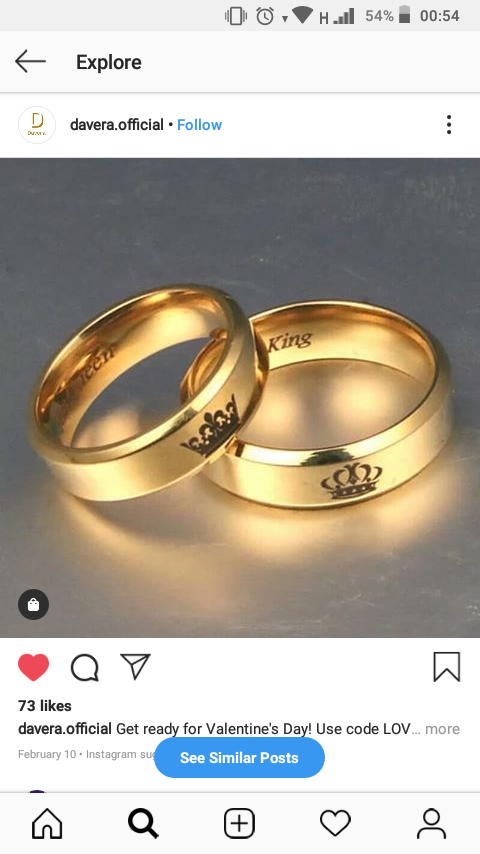 H 54% 00:54
Explore
D
Davera
davera.official • Follow
King
73 likes
davera.official Get ready for Valentine's Day! Use code LOV... more
February 10 • Instagram
See Similar Posts